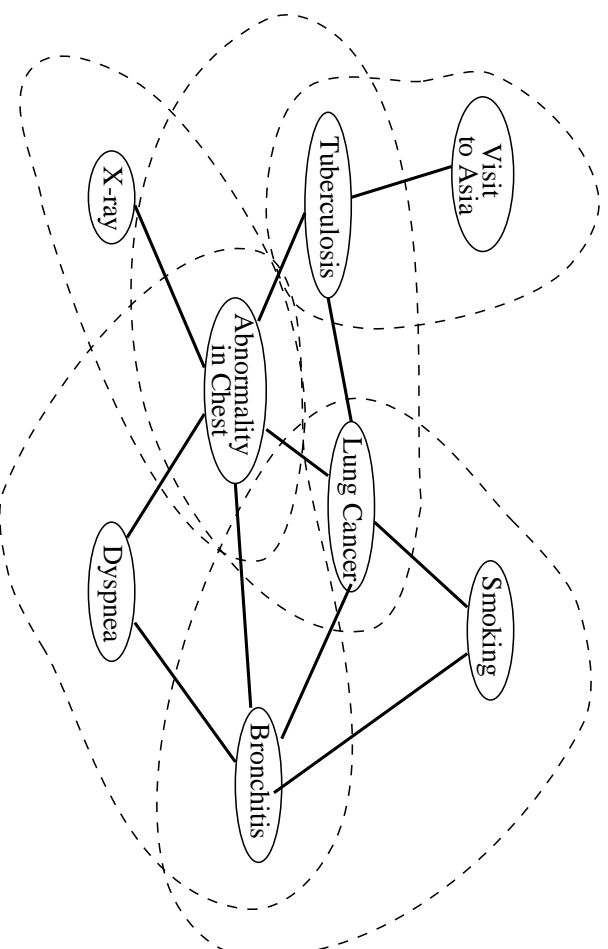 Visit
to Asia
Smoking
Tuberculosis
Lung Cancer
Abnormality
in Chest
Bronchitis
X-ray
Dyspnea